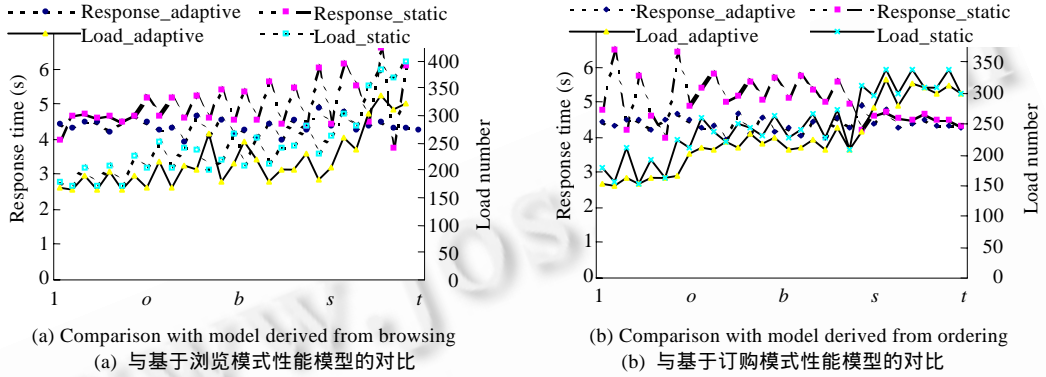 Response_adaptive
Response_static
Load_adaptive
Load_static
Response time (s)
6
5
4
3
2
1
0
400
350
300
250
200
150
100
50
0
Load number
1 o b s t
(a) Comparison with model derived from browsing
(a) 与基于浏览模式性能模型的对比
Response_adaptive
Response_static
Load_adaptive
Load_static
Response time (s)
6
5
4
3
2
1
0
350
300
250
200
150
100
50
0
Load number
1 o b s t
(b) Comparison with model derived from ordering
(b) 与基于订购模式性能模型的对比
www.jos